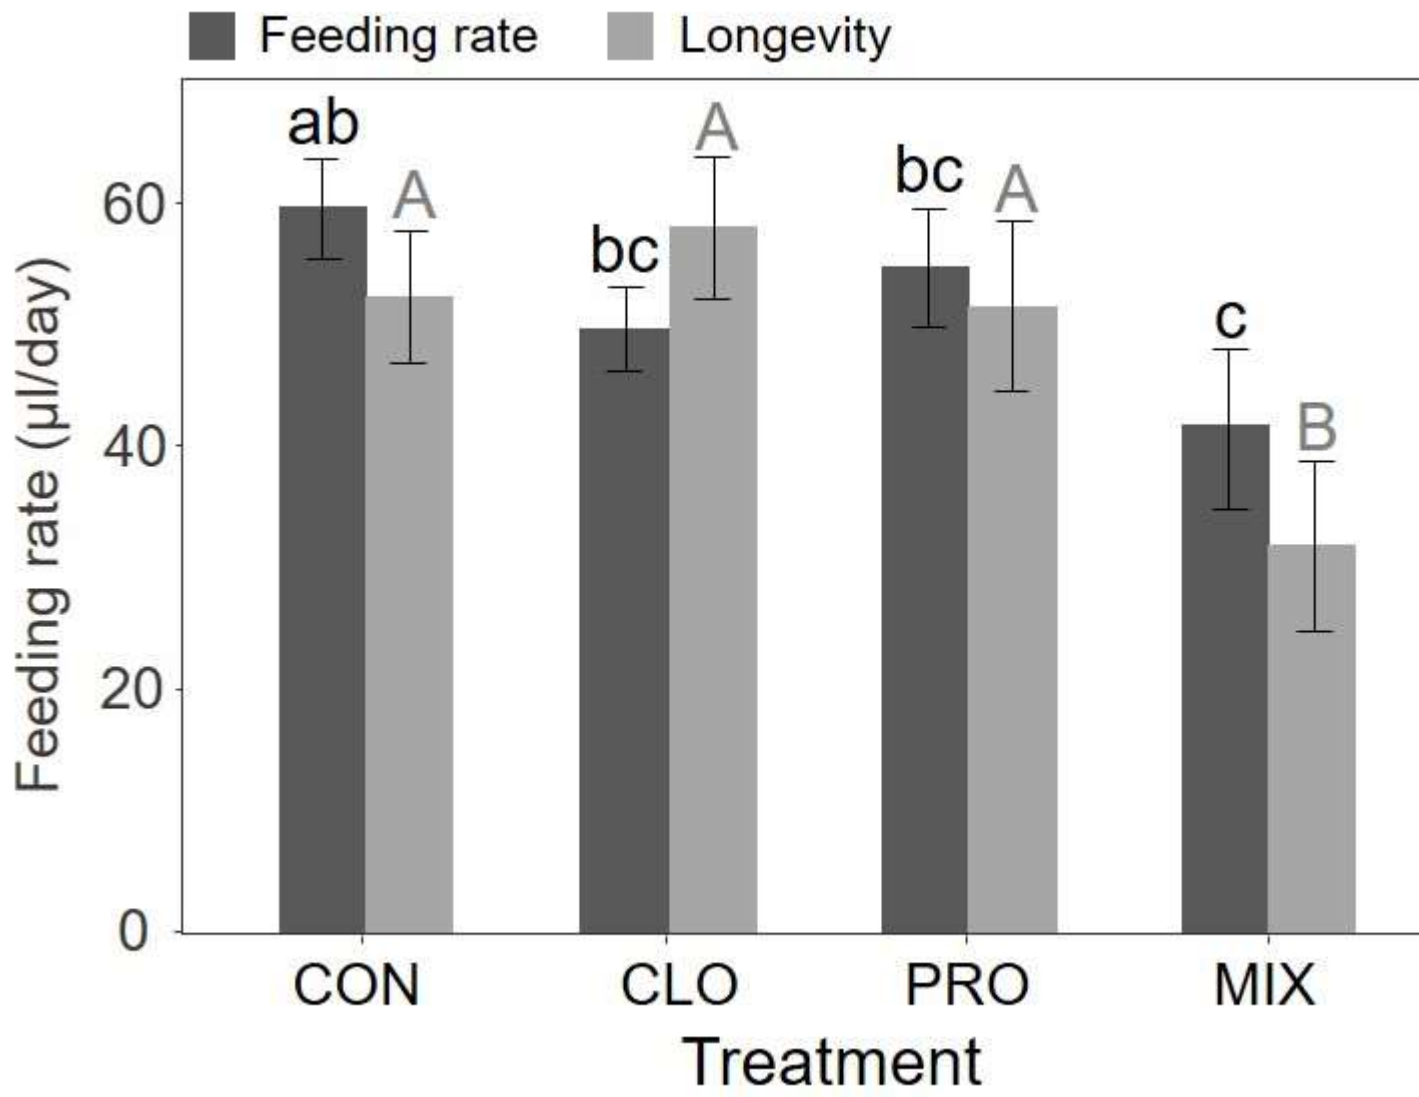 Feeding rate Longevity
ab A A bc A
bc c B
60
40
20
0
Feeding rate (µl/day)
CON CLO PRO MIX
Treatment